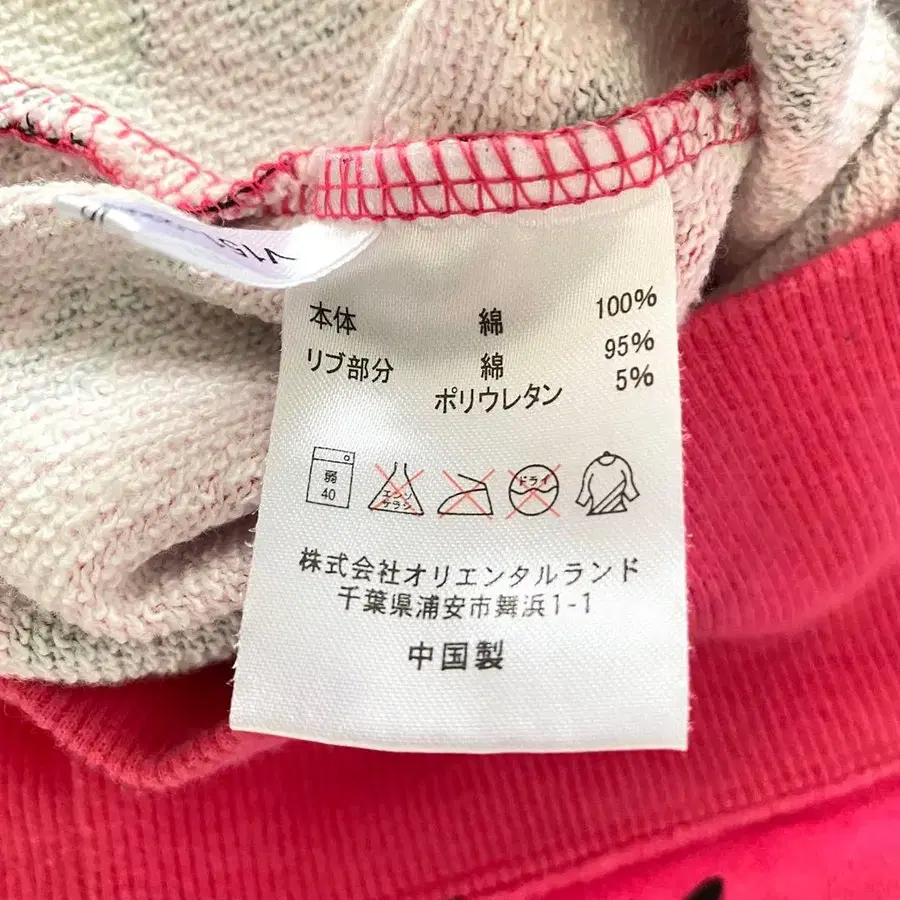 本体 綿 100%
リブ部分 綿 95%
ポリウレタン 5%
弱
40
エンソ
サラシ
ドライ
株式会社オリエンタルランド
千葉県浦安市舞浜1-1
中国製